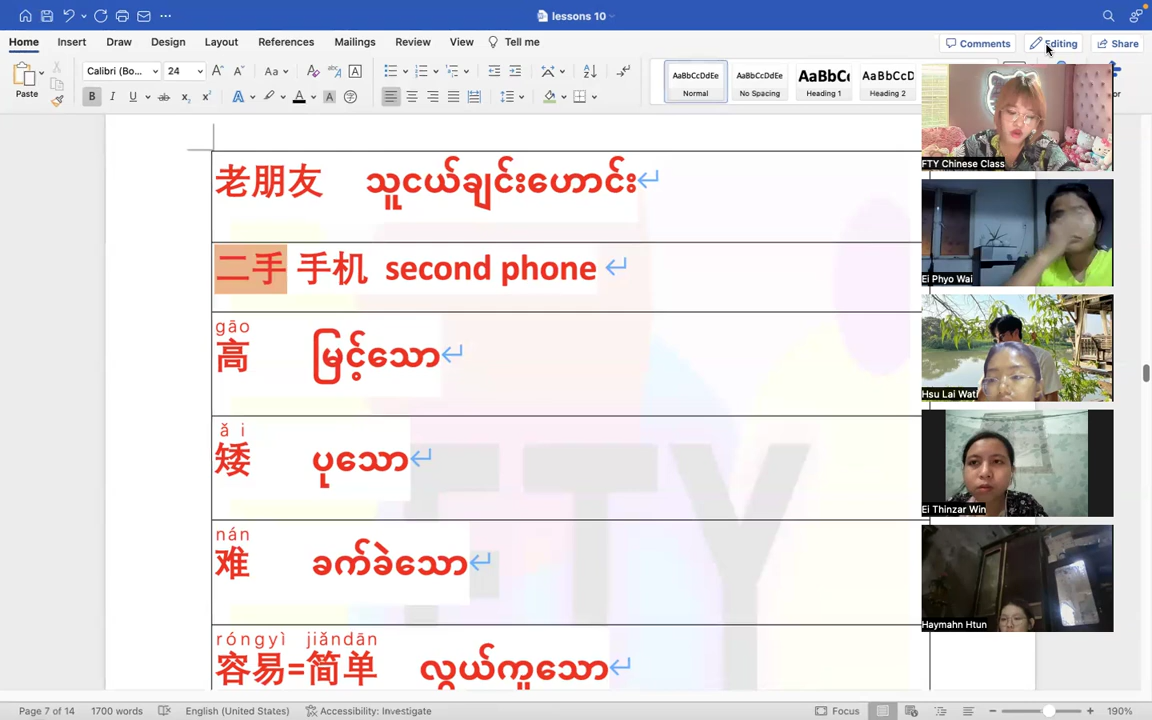 lessons 10
Home Insert Draw Design Layout References Mailings Review View Tell me
Comments Editing Share
Paste
Calibri (Bo... 24
AaBbCcDdEe AaBbCcDdEe AaBbC AaBbCcD
Normal No Spacing Heading 1 Heading 2
老朋友 သူငယ်ချင်းဟောင်း
二手 手机 second phone
gāo
高 မြင့်သော
ǎi
矮 ပုသော
nán
难 ခက်ခဲသော
róngyì jiǎndān
容易=简单 လွယ်ကူသော
FTY
FTY Chinese Class
Ei Phyo Wai
Ei Thinzar Win
Haymahn Htun
Page 7 of 14 1700 words English (United States) Accessibility: Investigate Focus 190%